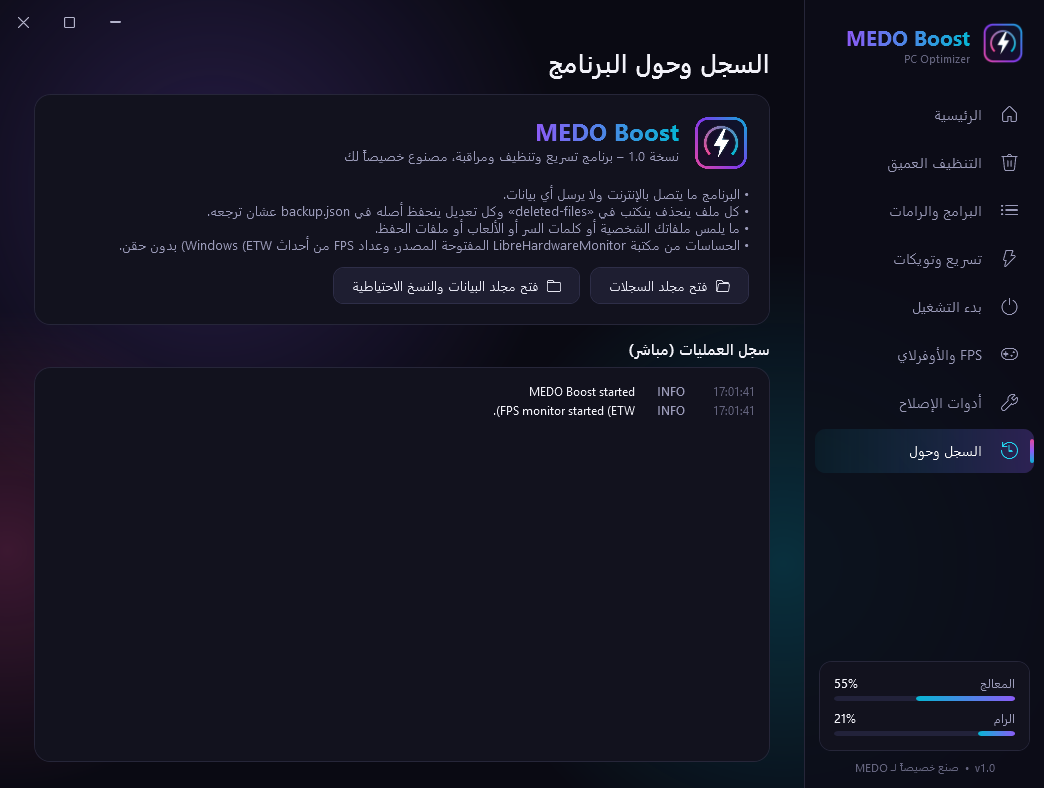 MEDO Boost
PC Optimizer
الرئيسية
التنظيف العميق
البرامج والرامات
تسريع وتويكات
بدء التشغيل
FPS والأوفرلاي
أدوات الإصلاح
السجل وحول
المعالج 55%
الرام 21%
v1.0 • صنع خصيصاً لـ MEDO
السجل وحول البرنامج
MEDO Boost
نسخة 1.0 – برنامج تسريع وتنظيف ومراقبة، مصنوع خصيصاً لك
• البرنامج ما يتصل بالإنترنت ولا يرسل أي بيانات.
• كل ملف ينحذف ينكتب في «deleted-files» وكل تعديل ينحفظ أصله في backup.json عشان ترجعه.
• ما يلمس ملفاتك الشخصية أو كلمات السر أو الألعاب أو ملفات الحفظ.
• الحساسات من مكتبة LibreHardwareMonitor المفتوحة المصدر، وعداد FPS من أحداث Windows (ETW) بدون حقن.
فتح مجلد السجلات
فتح مجلد البيانات والنسخ الاحتياطية
سجل العمليات (مباشر)
17:01:41 INFO MEDO Boost started
17:01:41 INFO FPS monitor started (ETW).